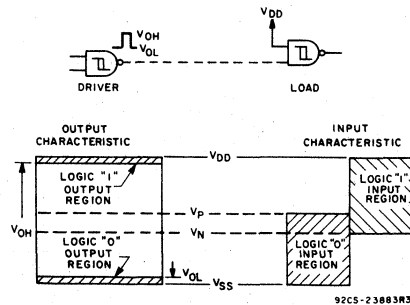 VDD
VOH
VOL
DRIVER
LOAD
OUTPUT
CHARACTERISTIC
INPUT
CHARACTERISTIC
VDD
LOGIC "1"
OUTPUT
REGION
LOGIC "1"
INPUT
REGION
VP
VOH
VN
LOGIC "0"
OUTPUT
REGION
LOGIC "0"
INPUT
REGION
VOL
VSS
92CS-23883R3